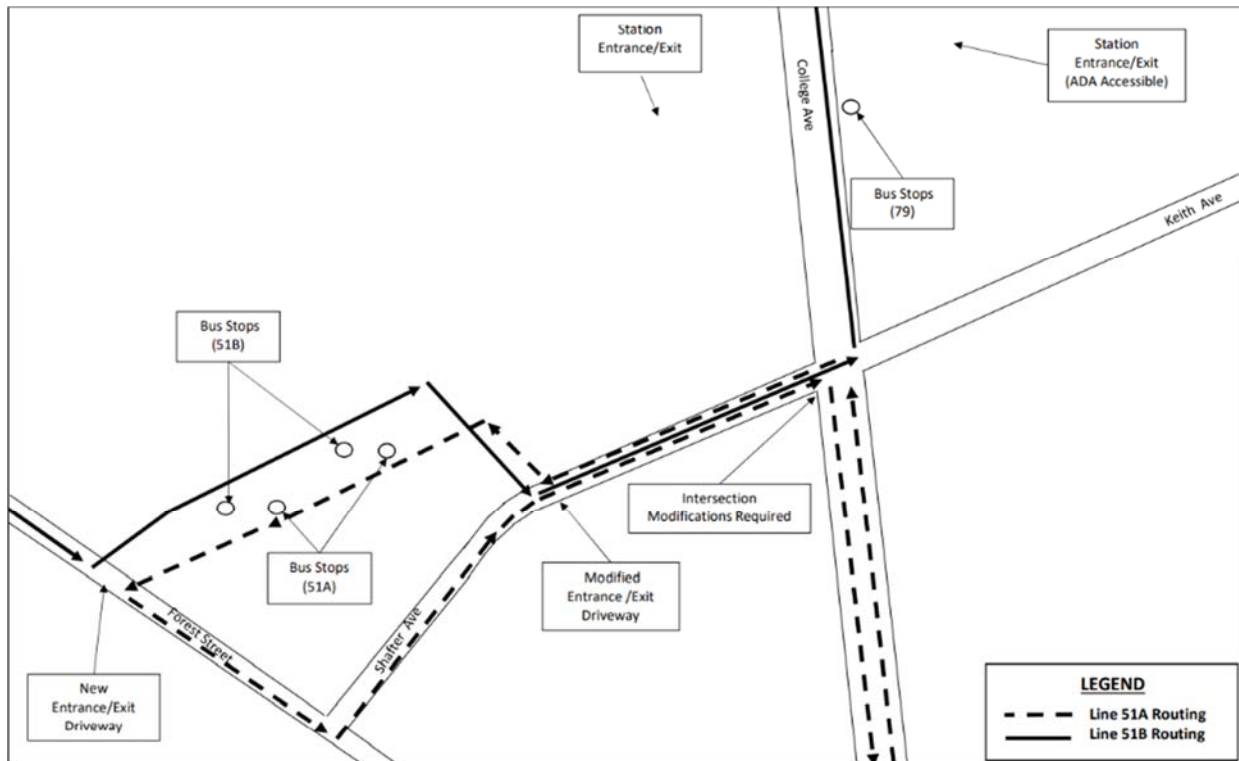 Station
Entrance/Exit
College Ave
Station
Entrance/Exit
(ADA Accessible)
Bus Stops
(79)
Keith Ave
Bus Stops
(51B)
Intersection
Modifications Required
Bus Stops
(51A)
Modified
Entrance /Exit
Driveway
Shafter Ave
Forest Street
New
Entrance/Exit
Driveway
LEGEND
Line 51A Routing
Line 51B Routing